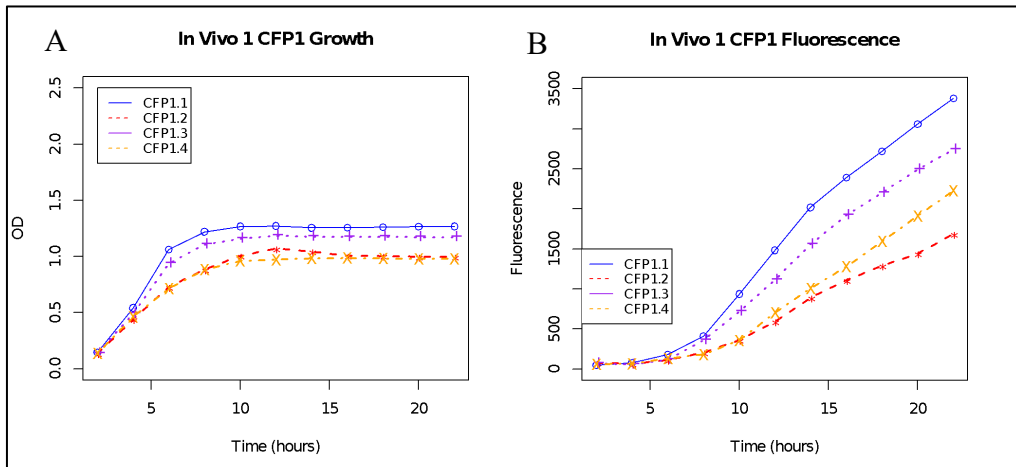 A
In Vivo 1 CFP1 Growth
2.5
2.0
1.5
1.0
0.5
0.0
OD
CFP1.1
CFP1.2
CFP1.3
CFP1.4
5
10
15
20
Time (hours)
B
In Vivo 1 CFP1 Fluorescence
3500
2500
1500
500
0
Fluorescence
CFP1.1
CFP1.2
CFP1.3
CFP1.4
5
10
15
20
Time (hours)